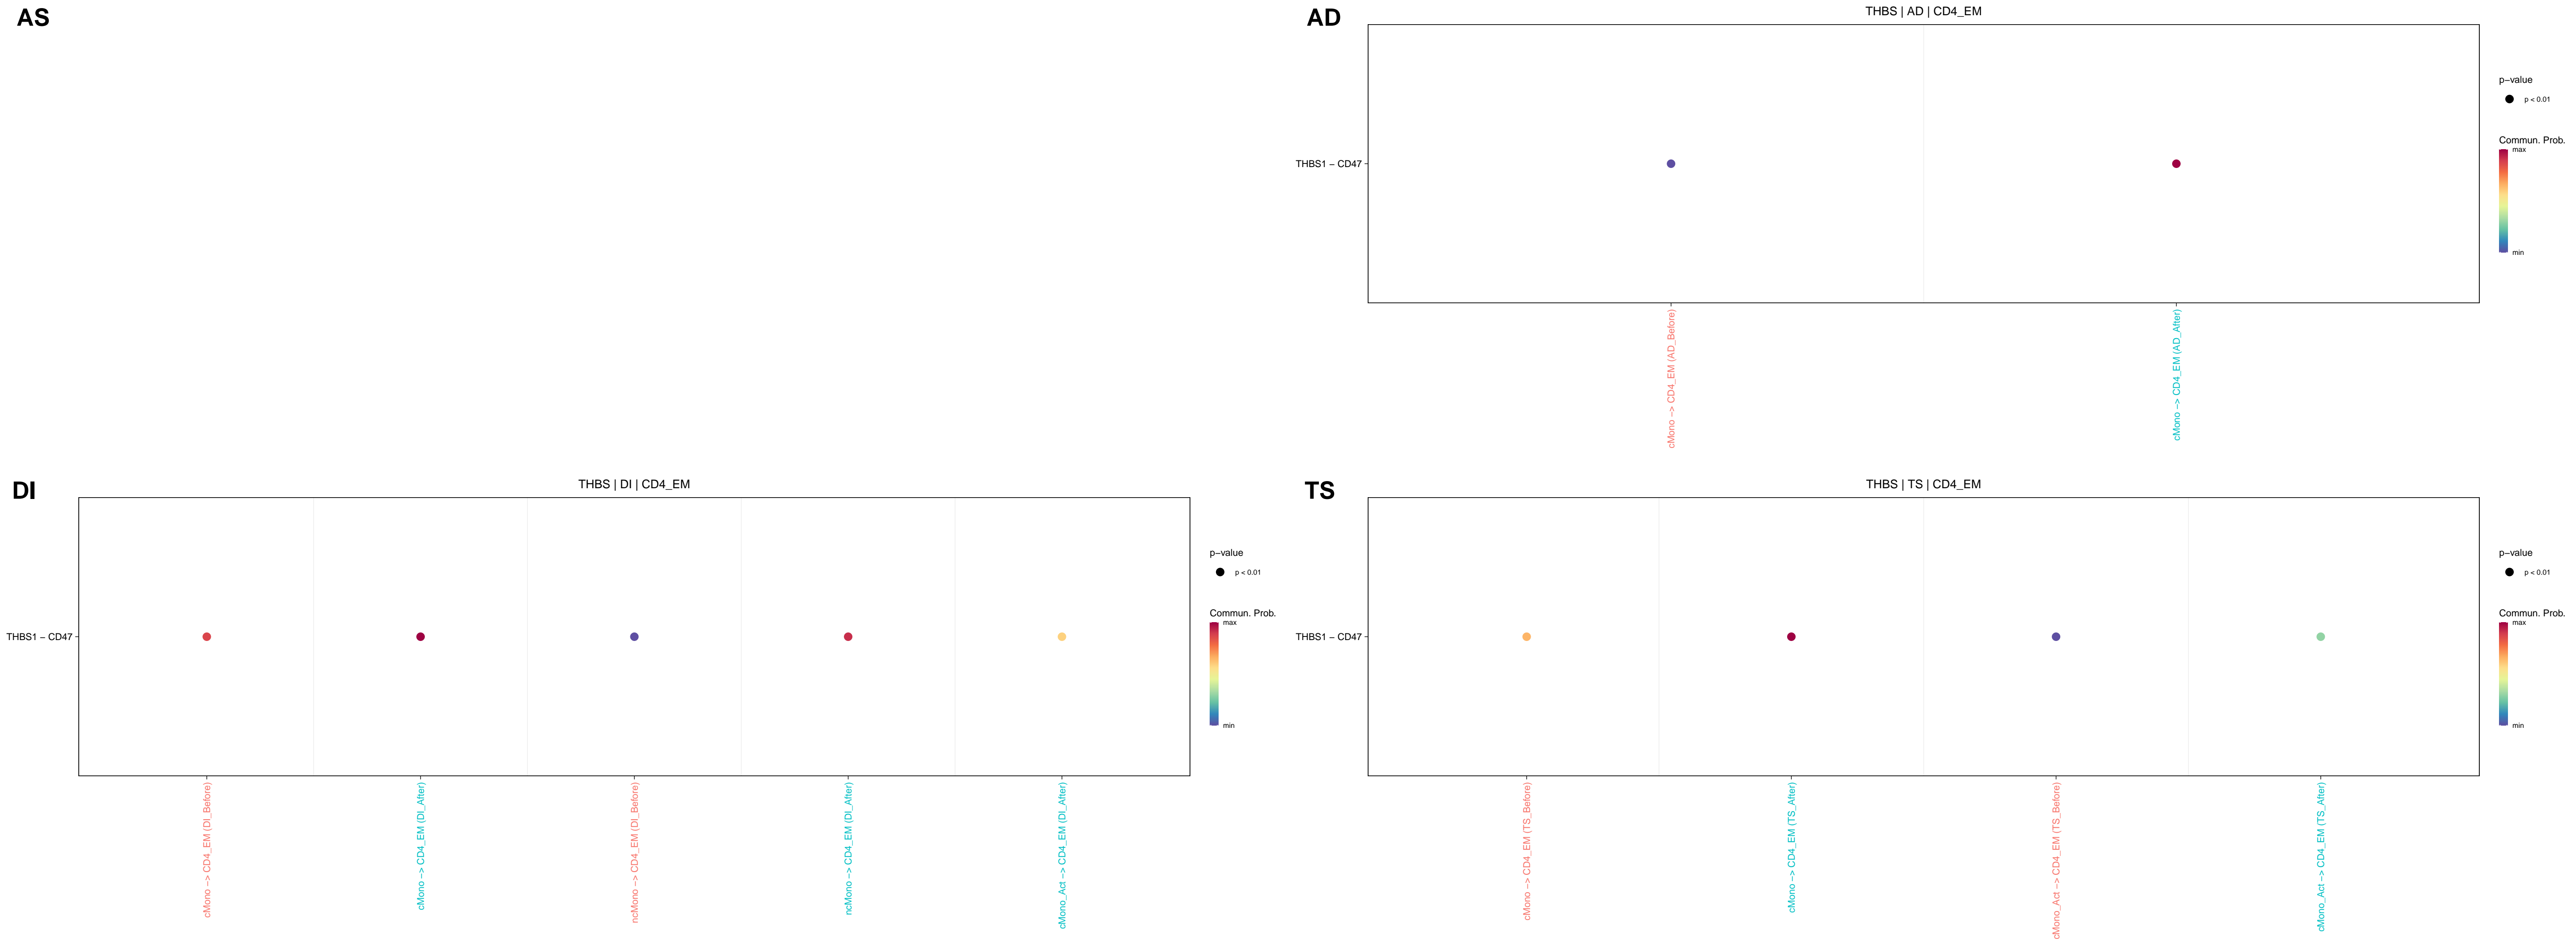 AS
AD
THBS | AD | CD4_EM
THBS1 − CD47
cMono −> CD4_EM (AD_Before)
cMono −> CD4_EM (AD_After)
p−value
p < 0.01
Commun. Prob.
max
min
DI
THBS | DI | CD4_EM
THBS1 − CD47
cMono −> CD4_EM (DI_Before)
cMono −> CD4_EM (DI_After)
ncMono −> CD4_EM (DI_Before)
ncMono −> CD4_EM (DI_After)
cMono_Act −> CD4_EM (DI_After)
p−value
p < 0.01
Commun. Prob.
max
min
TS
THBS | TS | CD4_EM
THBS1 − CD47
cMono −> CD4_EM (TS_Before)
cMono −> CD4_EM (TS_After)
cMono_Act −> CD4_EM (TS_Before)
cMono_Act −> CD4_EM (TS_After)
p−value
p < 0.01
Commun. Prob.
max
min